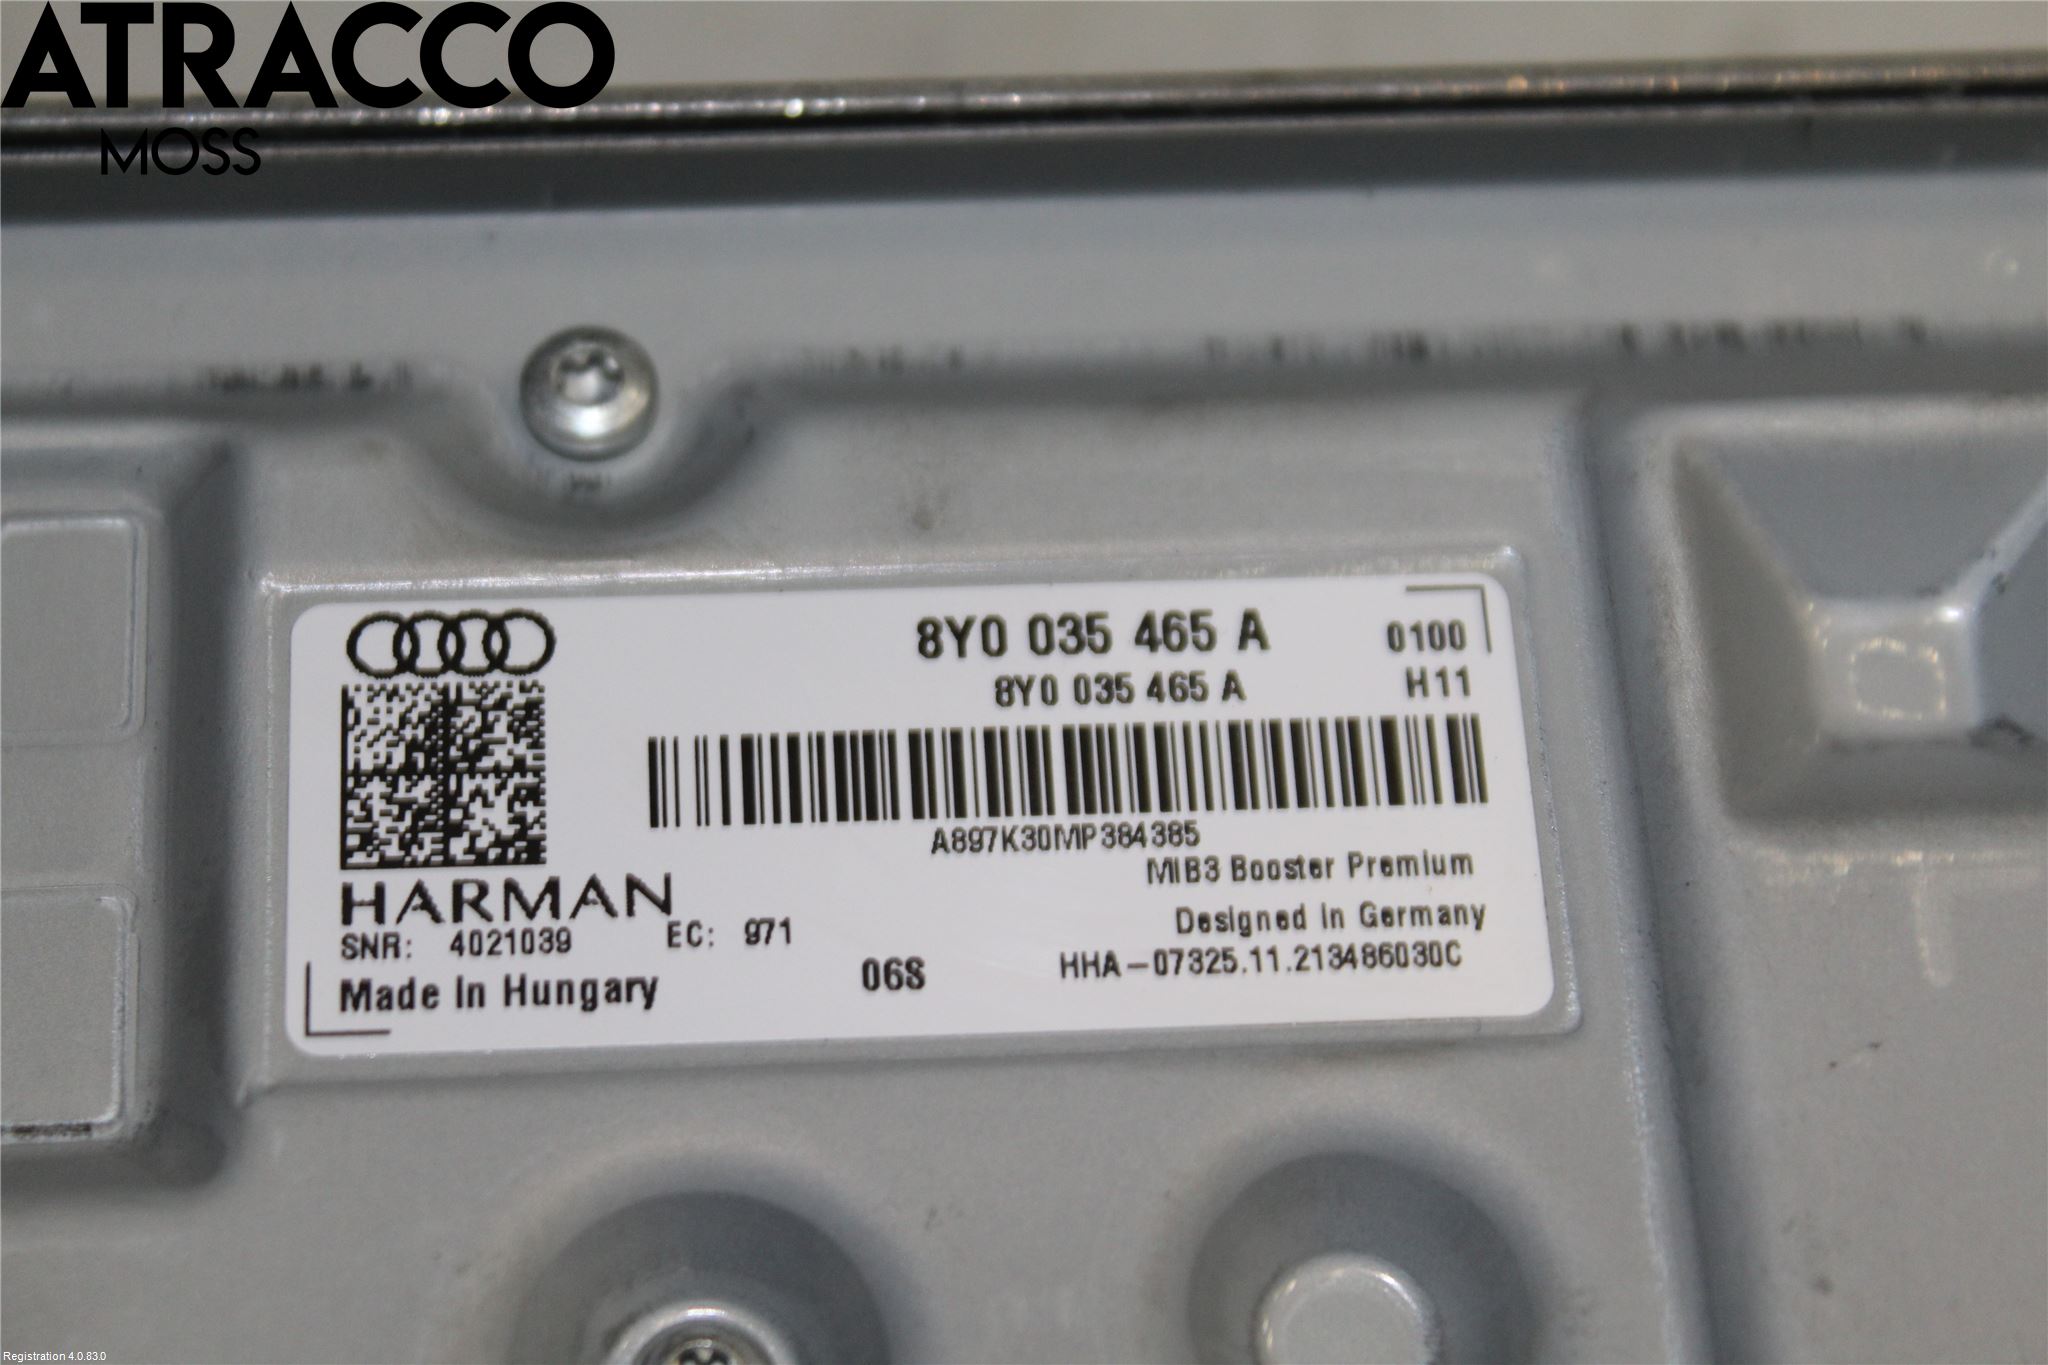 ATRACCO
MOSS
8Y0 035 465 A 0100
8Y0 035 465 A H11
A897K30MP384385
MIB3 Booster Premium
HARMAN
SNR: 4021039 EC: 971
Designed in Germany
06S HHA-07325.11.213486030C
Made in Hungary
Registration 4.0.83.0